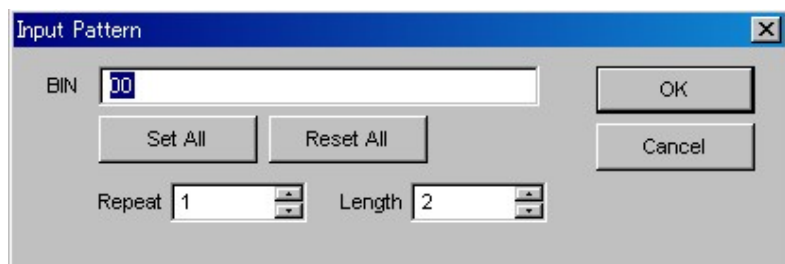 Input Pattern
BIN 00 OK
Set All Reset All Cancel
Repeat 1 Length 2